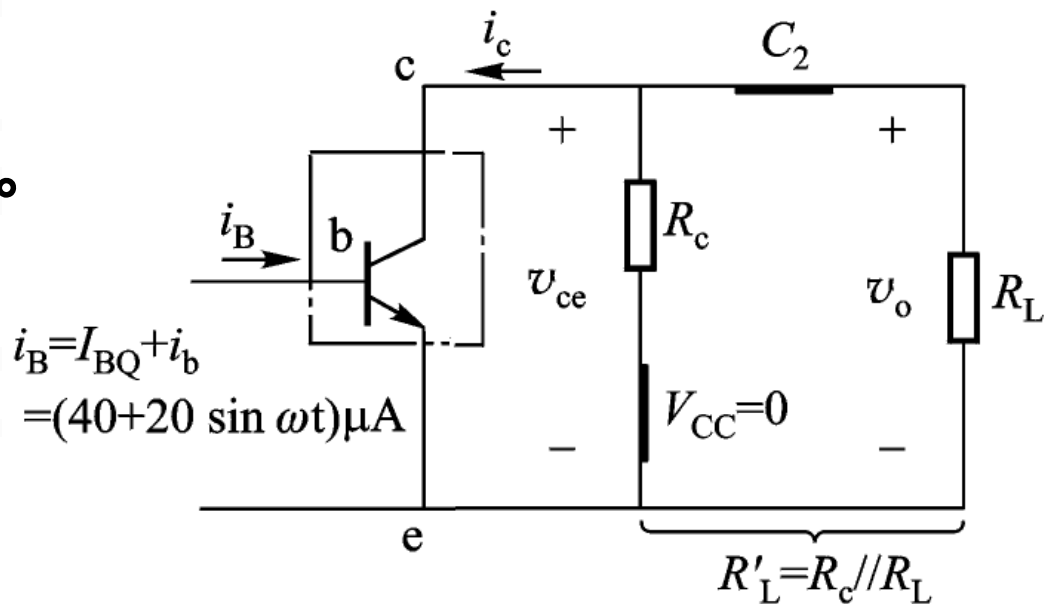 i_c
c
C_2
+
+
。
i_B
b
R_c
v_ce
v_o
R_L
i_B=I_BQ+i_b
=(40+20 sin ωt)μA
V_CC=0
−
−
e
R'_L=R_c//R_L